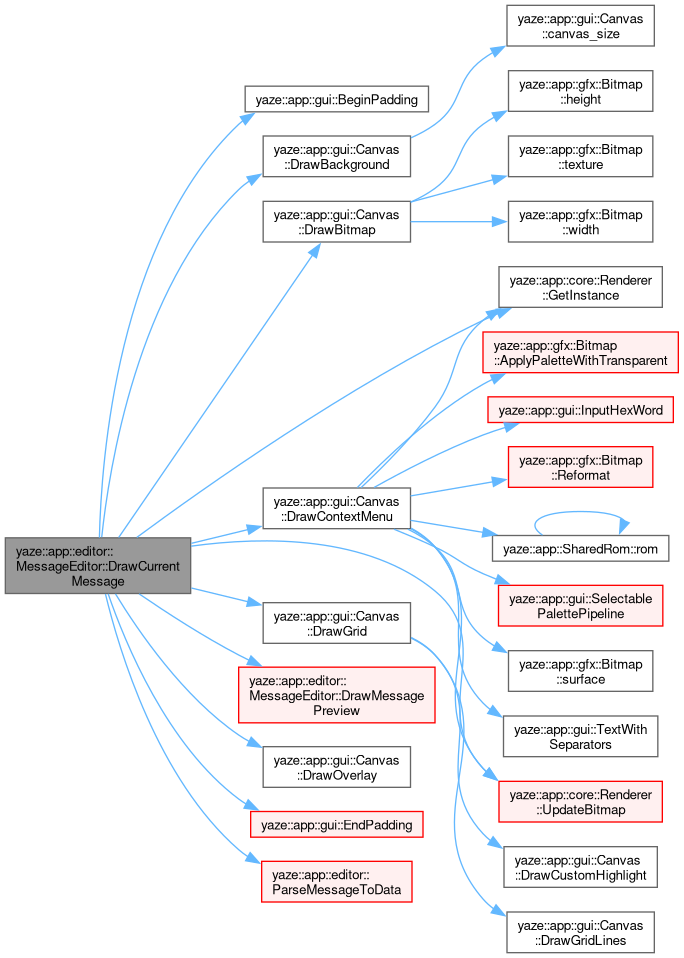 yaze::app::editor::
MessageEditor::DrawCurrent
Message
yaze::app::gui::BeginPadding
yaze::app::gui::Canvas
::DrawBackground
yaze::app::gui::Canvas
::DrawBitmap
yaze::app::gui::Canvas
::DrawContextMenu
yaze::app::gui::Canvas
::DrawGrid
yaze::app::editor::
MessageEditor::DrawMessage
Preview
yaze::app::gui::Canvas
::DrawOverlay
yaze::app::gui::EndPadding
yaze::app::editor::
ParseMessageToData
yaze::app::gui::Canvas
::canvas_size
yaze::app::gfx::Bitmap
::height
yaze::app::gfx::Bitmap
::texture
yaze::app::gfx::Bitmap
::width
yaze::app::core::Renderer
::GetInstance
yaze::app::gfx::Bitmap
::ApplyPaletteWithTransparent
yaze::app::gui::InputHexWord
yaze::app::gfx::Bitmap
::Reformat
yaze::app::SharedRom::rom
yaze::app::gui::Selectable
PalettePipeline
yaze::app::gfx::Bitmap
::surface
yaze::app::gui::TextWith
Separators
yaze::app::core::Renderer
::UpdateBitmap
yaze::app::gui::Canvas
::DrawCustomHighlight
yaze::app::gui::Canvas
::DrawGridLines